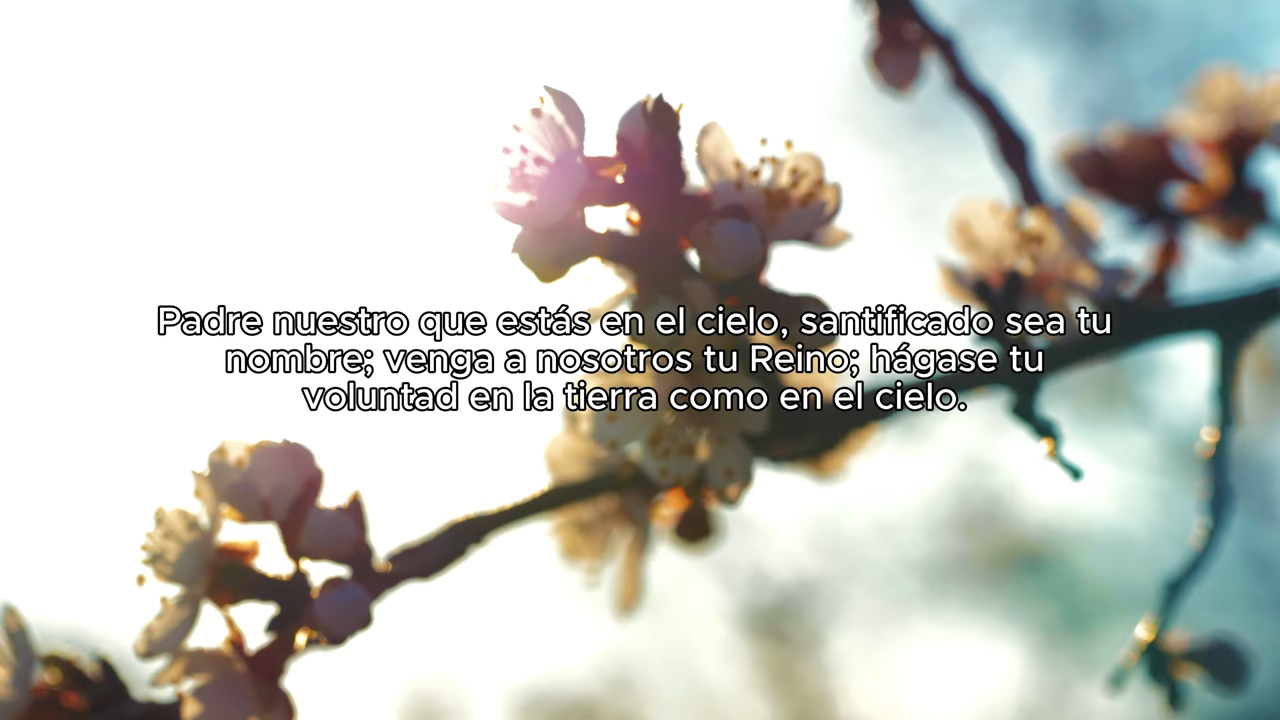 Padre nuestro que estás en el cielo, santificado sea tu
nombre; venga a nosotros tu Reino; hágase tu
voluntad en la tierra como en el cielo.